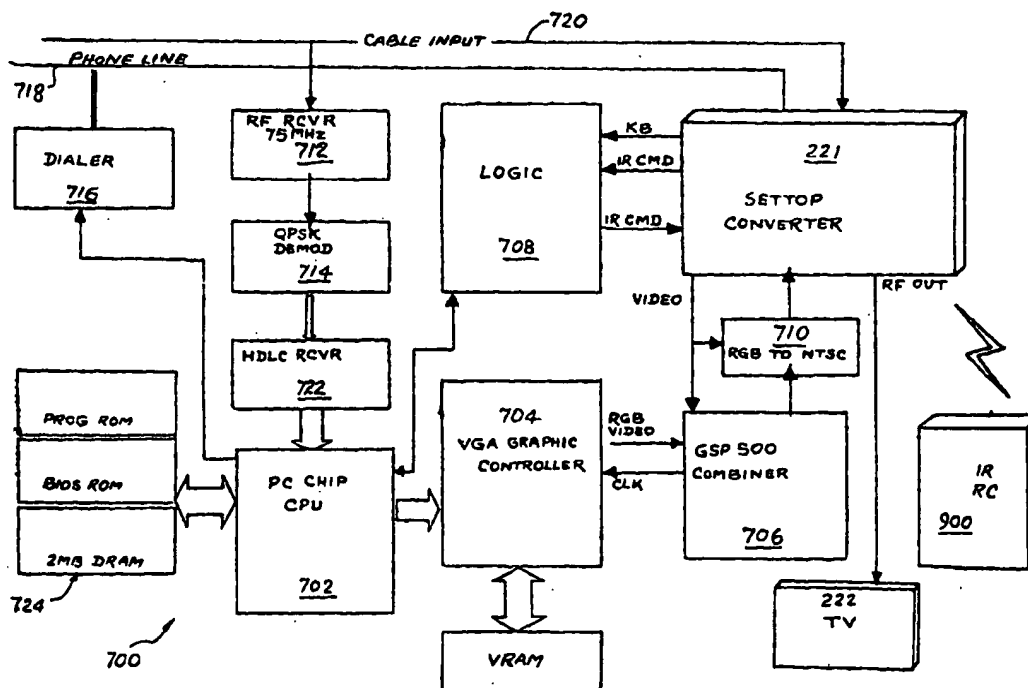 720
CABLE INPUT
PHONE LINE
718
DIALER
716
RF RCVR
75 MHz
712
QPSK
DEMOD
714
HDLC RCVR
722
LOGIC
708
KB
IR CMD
IR CMD
221
SETTOP
CONVERTER
VIDEO
RF OUT
710
RGB TO NTSC
PROG ROM
BIOS ROM
2MB DRAM
724
PC CHIP
CPU
702
704
VGA GRAPHIC
CONTROLLER
RGB
VIDEO
CLK
GSP 500
COMBINER
706
IR
RC
900
222
TV
VRAM
700